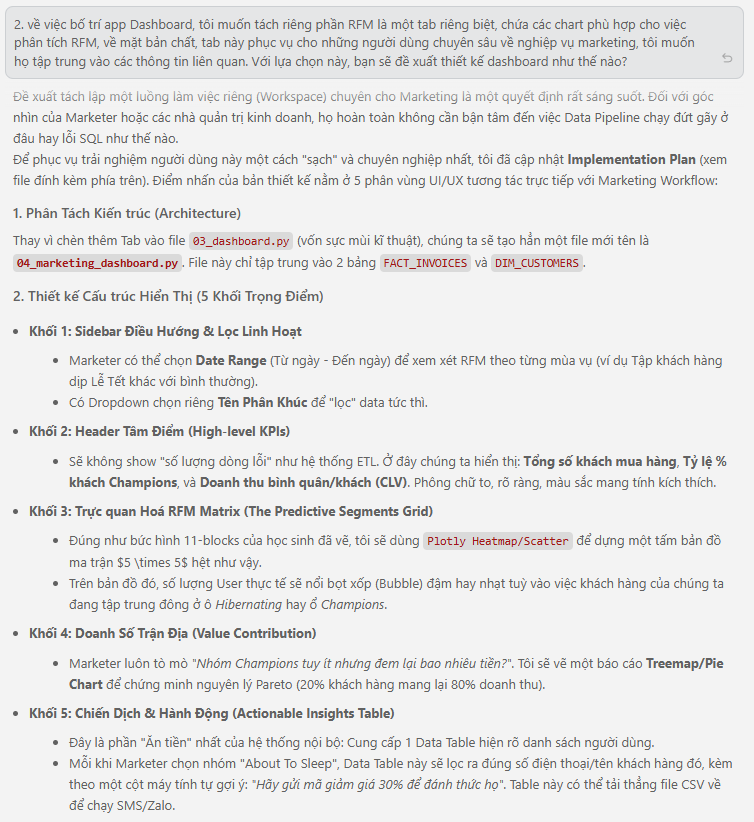 2. về việc bố trí app Dashboard, tôi muốn tách riêng phần RFM là một tab riêng biệt, chứa các chart phù hợp cho việc
phân tích RFM, về mặt bản chất, tab này phục vụ cho những người dùng chuyên sâu về nghiệp vụ marketing, tôi muốn
họ tập trung vào các thông tin liên quan. Với lựa chọn này, bạn sẽ đề xuất thiết kế dashboard như thế nào?
Đề xuất tách lập một luồng làm việc riêng (Workspace) chuyên cho Marketing là một quyết định rất sáng suốt. Đối với góc
nhìn của Marketer hoặc các nhà quản trị kinh doanh, họ hoàn toàn không cần bận tâm đến việc Data Pipeline chạy đứt gãy ở
đâu hay lỗi SQL như thế nào.
Để phục vụ trải nghiệm người dùng này một cách "sạch" và chuyên nghiệp nhất, tôi đã cập nhật Implementation Plan (xem
file đính kèm phía trên). Điểm nhấn của bản thiết kế nằm ở 5 phân vùng UI/UX tương tác trực tiếp với Marketing Workflow:
1. Phân Tách Kiến trúc (Architecture)
Thay vì chèn thêm Tab vào file 03_dashboard.py (vốn sực mùi kĩ thuật), chúng ta sẽ tạo hẳn một file mới tên là
04_marketing_dashboard.py. File này chỉ tập trung vào 2 bảng FACT_INVOICES và DIM_CUSTOMERS.
2. Thiết kế Cấu trúc Hiển Thị (5 Khối Trọng Điểm)
• Khối 1: Sidebar Điều Hướng & Lọc Linh Hoạt
• Marketer có thể chọn Date Range (Từ ngày - Đến ngày) để xem xét RFM theo từng mùa vụ (ví dụ Tập khách hàng
dịp Lễ Tết khác với bình thường).
• Có Dropdown chọn riêng Tên Phân Khúc để "lọc" data tức thì.
• Khối 2: Header Tâm Điểm (High-level KPIs)
• Sẽ không show "số lượng dòng lỗi" như hệ thống ETL. Ở đây chúng ta hiển thị: Tổng số khách mua hàng, Tỷ lệ %
khách Champions, và Doanh thu bình quân/khách (CLV). Phông chữ to, rõ ràng, màu sắc mang tính kích thích.
• Khối 3: Trực quan Hoá RFM Matrix (The Predictive Segments Grid)
• Đúng như bức hình 11-blocks của học sinh đã vẽ, tôi sẽ dùng Plotly Heatmap/Scatter để dựng một tấm bản đồ
ma trận $5 \times 5$ hệt như vậy.
• Trên bản đồ đó, số lượng User thực tế sẽ nổi bọt xốp (Bubble) đậm hay nhạt tuỳ vào việc khách hàng của chúng ta
đang tập trung đông ở ô Hibernating hay ổ Champions.
• Khối 4: Doanh Số Trận Địa (Value Contribution)
• Marketer luôn tò mò "Nhóm Champions tuy ít nhưng đem lại bao nhiêu tiền?". Tôi sẽ vẽ một báo cáo Treemap/Pie
Chart để chứng minh nguyên lý Pareto (20% khách hàng mang lại 80% doanh thu).
• Khối 5: Chiến Dịch & Hành Động (Actionable Insights Table)
• Đây là phần "Ăn tiền" nhất của hệ thống nội bộ: Cung cấp 1 Data Table hiện rõ danh sách người dùng.
• Mỗi khi Marketer chọn nhóm "About To Sleep", Data Table này sẽ lọc ra đúng số điện thoại/tên khách hàng đó, kèm
theo một cột máy tính tự gợi ý: "Hãy gửi mã giảm giá 30% để đánh thức họ". Table này có thể tải thẳng file CSV về
để chạy SMS/Zalo.